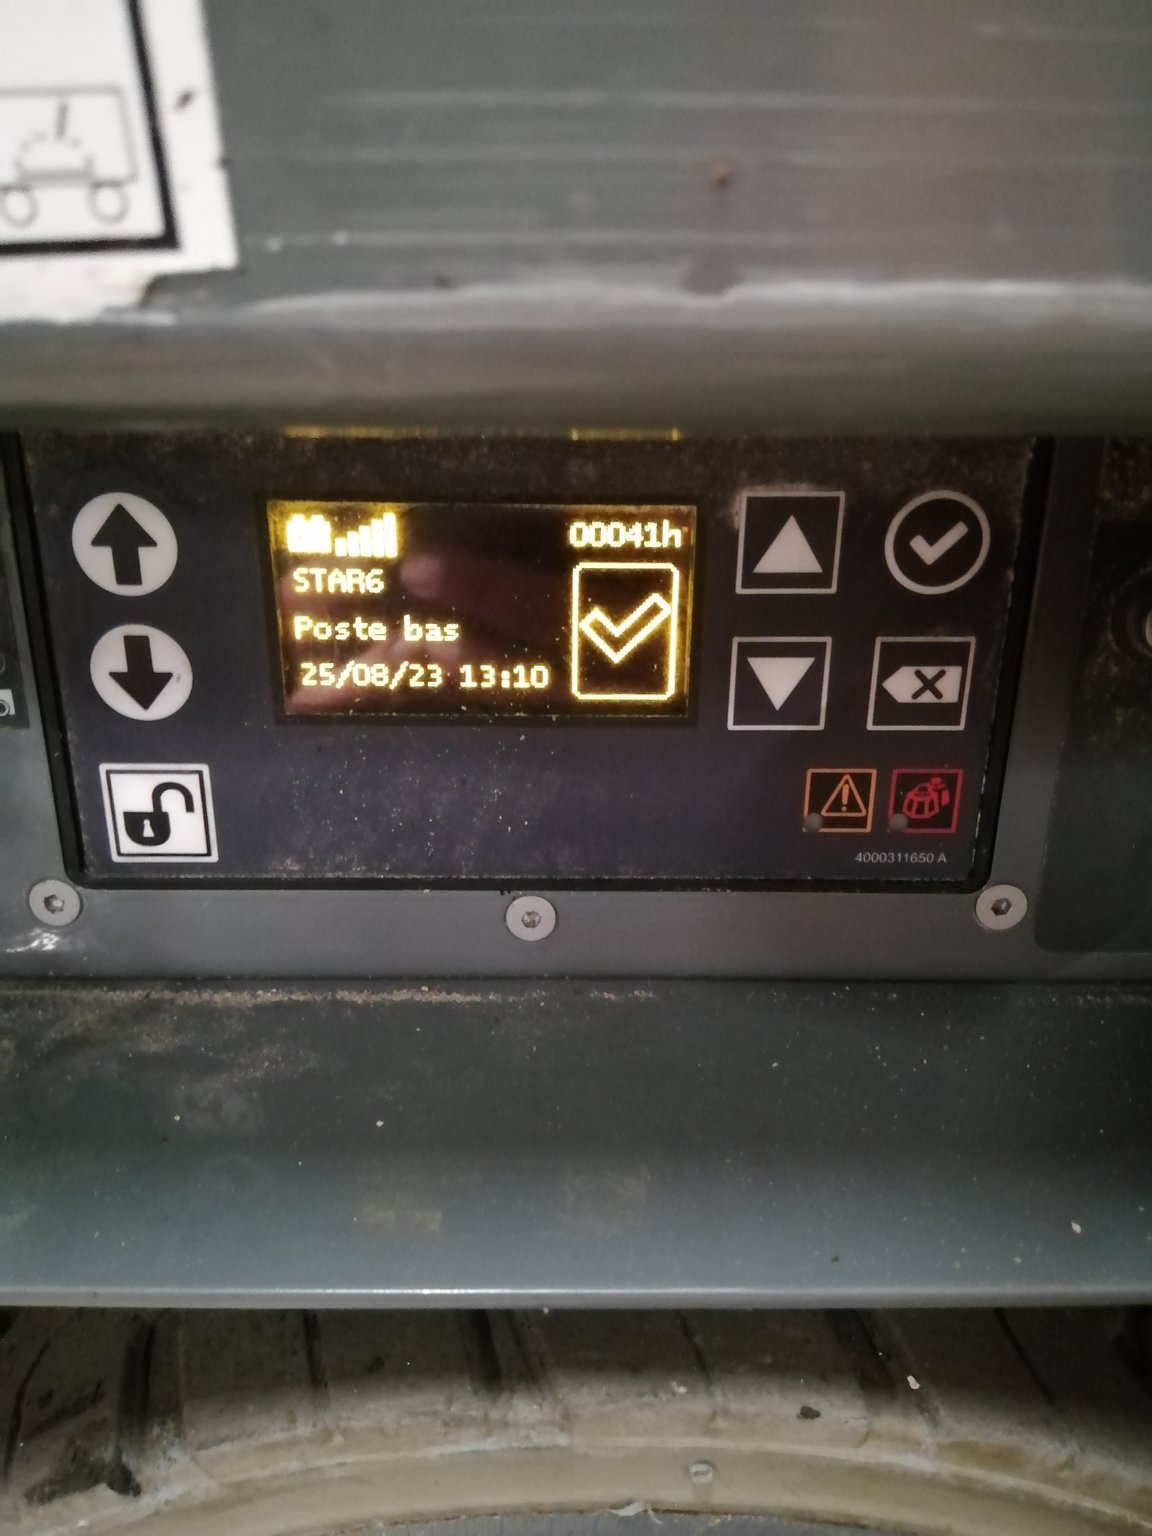 00041h
STAR6
Poste bas
25/08/23 13:10
4000311650 A